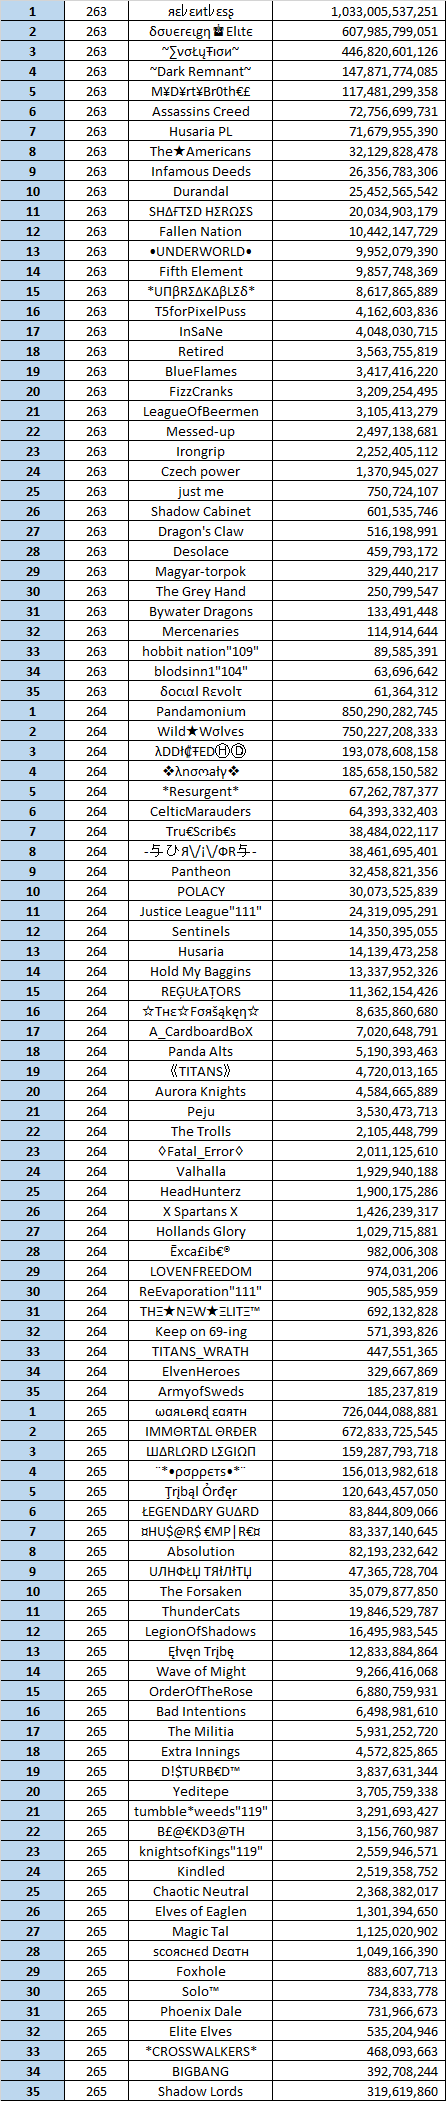 1 263 яεﾚεитﾚεsş 1,033,005,537,251
2 263 δσυєrειgη♛Elιtє 607,985,799,051
3 263 ~∑vσŁųŦισи~ 446,820,601,126
4 263 ~Dark Remnant~ 147,871,774,085
5 263 M¥D¥rt¥Br0th€£ 117,481,299,358
6 263 Assassins Creed 72,756,699,731
7 263 Husaria PL 71,679,955,390
8 263 The★Americans 32,129,828,478
9 263 Infamous Deeds 26,356,783,306
10 263 Durandal 25,452,565,542
11 263 SHΔҒTΣD HΣRΩΣS 20,034,903,179
12 263 Fallen Nation 10,442,147,729
13 263 •UNDERWORLD• 9,952,079,390
14 263 Fifth Element 9,857,748,369
15 263 *UΠβRΣΔKΔβLΣδ* 8,617,865,889
16 263 T5forPixelPuss 4,162,603,836
17 263 InSaNe 4,048,030,715
18 263 Retired 3,563,755,819
19 263 BlueFlames 3,417,416,220
20 263 FizzCranks 3,209,254,495
21 263 LeagueOfBeermen 3,105,413,279
22 263 Messed-up 2,497,138,681
23 263 Irongrip 2,252,405,112
24 263 Czech power 1,370,945,027
25 263 just me 750,724,107
26 263 Shadow Cabinet 601,535,746
27 263 Dragon's Claw 516,198,991
28 263 Desolace 459,793,172
29 263 Magyar-torpok 329,440,217
30 263 The Grey Hand 250,799,547
31 263 Bywater Dragons 133,491,448
32 263 Mercenaries 114,914,644
33 263 hobbit nation"109" 89,585,391
34 263 blodsinn1"104" 63,696,642
35 263 δοcιαl Rεvolτ 61,364,312
1 264 Pandamonium 850,290,282,745
2 264 Wild★Wσlvєs 750,227,208,333
3 264 λDDł₵ŦEDⒽⒹ 193,078,608,158
4 264 ❖λnσოałγ❖ 185,658,150,582
5 264 *Resurgent* 67,262,787,377
6 264 CelticMarauders 64,393,332,403
7 264 Tru€Scrib€s 38,484,022,117
8 264 -与ひЯ\/¡\/ΦR与- 38,461,695,401
9 264 Pantheon 32,458,821,356
10 264 POLACY 30,073,525,839
11 264 Justice League"111" 24,319,095,291
12 264 Sentinels 14,350,395,055
13 264 Husaria 14,139,473,258
14 264 Hold My Baggins 13,337,952,326
15 264 REĢUŁAŢORS 11,362,154,426
16 264 ☆Tнε☆Fσяšąkęη☆ 8,635,860,680
17 264 A_CardboardBoX 7,020,648,791
18 264 Panda Alts 5,190,393,463
19 264 《TITANS》 4,720,013,165
20 264 Aurora Knights 4,584,665,889
21 264 Peju 3,530,473,713
22 264 The Trolls 2,105,448,799
23 264 ◊Fatal_Error◊ 2,011,125,610
24 264 Valhalla 1,929,940,188
25 264 HeadHunterz 1,900,175,286
26 264 X Spartans X 1,426,239,317
27 264 Hollands Glory 1,029,715,881
28 264 Ēxca£ib€® 982,006,308
29 264 LOVENFREEDOM 974,031,206
30 264 ReEvaporation"111" 905,585,959
31 264 THΞ★NΞW★ΞLITΞ™ 692,132,828
32 264 Keep on 69-ing 571,393,826
33 264 TITANS_WRATH 447,551,365
34 264 ElvenHeroes 329,667,869
35 264 ArmyofSweds 185,237,819
1 265 ωαяʟѳʀɖ ɛαятн 726,044,088,881
2 265 IMMΘRTΔL ΘRĐER 672,833,725,545
3 265 ШΔRLΩRD LΣGIΩΠ 159,287,793,718
4 265 ¨*•ρσρρεтs•*¨ 156,013,982,618
5 265 Ţrįbąl Ỏrđęr 120,643,457,050
6 265 ŁEGENDΔRY GUΔRD 83,844,809,066
7 265 ¤HU$@R$ €MP|R€¤ 83,337,140,645
8 265 Absolution 82,193,232,642
9 265 UЛHФŁЏ TЯłЛłTЏ 47,365,728,704
10 265 The Forsaken 35,079,877,850
11 265 ThunderCats 19,846,529,787
12 265 LegionOfShadows 16,495,983,545
13 265 Ęłvęn Trįbę 12,833,884,864
14 265 Wave of Might 9,266,416,068
15 265 OrderOfTheRose 6,880,759,931
16 265 Bad Intentions 6,498,981,610
17 265 The Militia 5,931,252,720
18 265 Extra Innings 4,572,825,865
19 265 D!$TURB€D™ 3,837,631,344
20 265 Yeditepe 3,705,759,338
21 265 tumbble*weeds"119" 3,291,693,427
22 265 B£@€KD3@TH 3,156,760,987
23 265 knightsofKings"119" 2,559,946,571
24 265 Kindled 2,519,358,752
25 265 Chaotic Neutral 2,368,382,017
26 265 Elves of Eaglen 1,301,394,650
27 265 Magic Tal 1,125,020,902
28 265 ѕcoяcнєd Dεαтн 1,049,166,390
29 265 Foxhole 883,607,713
30 265 Solo™ 734,833,778
31 265 Phoenix Dale 731,966,673
32 265 Elite Elves 535,204,946
33 265 *CROSSWALKERS* 468,093,663
34 265 BIGBANG 392,708,244
35 265 Shadow Lords 319,619,860